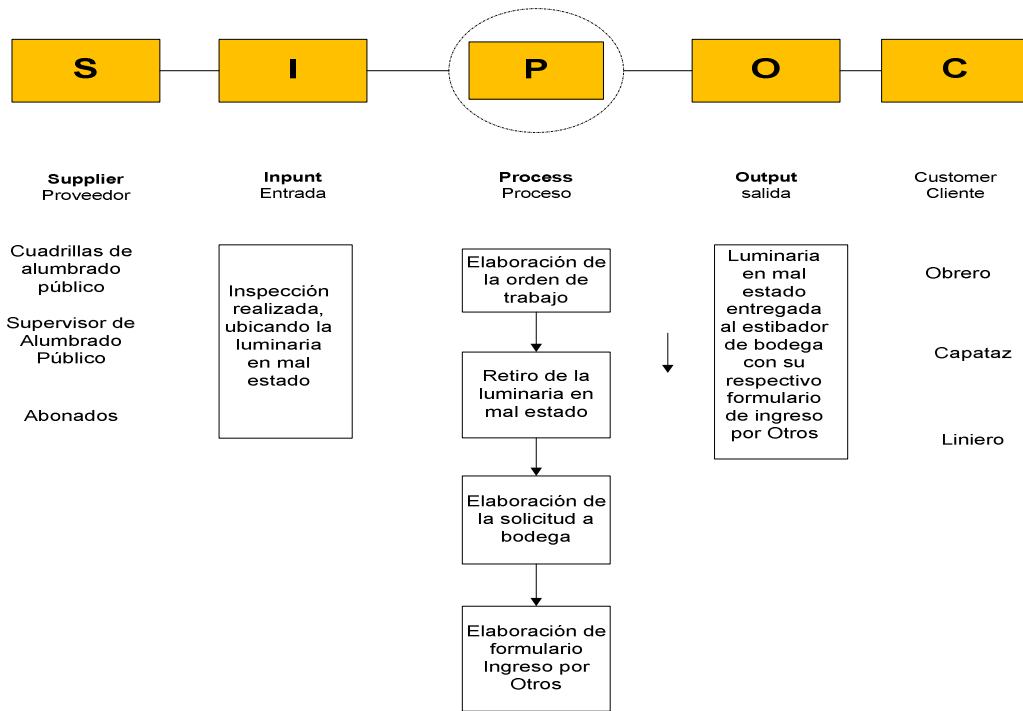 S
I
P
O
C
Supplier
Proveedor
Inpunt
Entrada
Process
Proceso
Output
salida
Customer
Cliente
Cuadrillas de
alumbrado
público
Supervisor de
Alumbrado
Público
Abonados
Inspección
realizada,
ubicando la
luminaria
en mal
estado
Elaboración de
la orden de
trabajo
Retiro de la
luminaria en
mal estado
Elaboración de
la solicitud a
bodega
Elaboración de
formulario
Ingreso por
Otros
Luminaria
en mal
estado
entregada
al estibador
de bodega
con su
respectivo
formulario
de ingreso
por Otros
Obrero
Capataz
Liniero